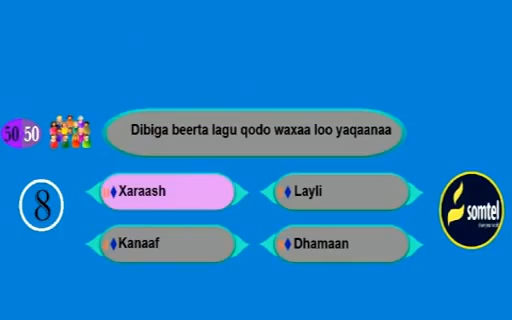 50 50
Dibiga beerta lagu qodo waxaa loo yaqaanaa
8
Xaraash
Layli
somtel
Kanaaf
Dhamaan